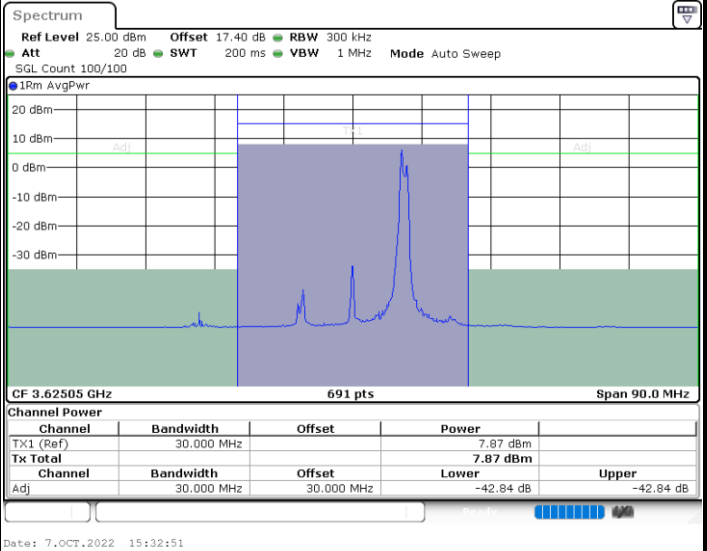 Spectrum
Ref Level 25.00 dBm Offset 17.40 dB RBW 300 kHz
Att 20 dB SWT 200 ms VBW 1 MHz Mode Auto Sweep
SGL Count 100/100
1Rm AvgPwr
20 dBm
TX1
10 dBm
Adj Adj
0 dBm
-10 dBm
-20 dBm
-30 dBm
CF 3.62505 GHz 691 pts Span 90.0 MHz
Channel Power
Channel Bandwidth Offset Power
TX1 (Ref) 30.000 MHz 7.87 dBm
Tx Total 7.87 dBm
Channel Bandwidth Offset Lower Upper
Adj 30.000 MHz 30.000 MHz -42.84 dB -42.84 dB
Ready
Date: 7.OCT.2022 15:32:51